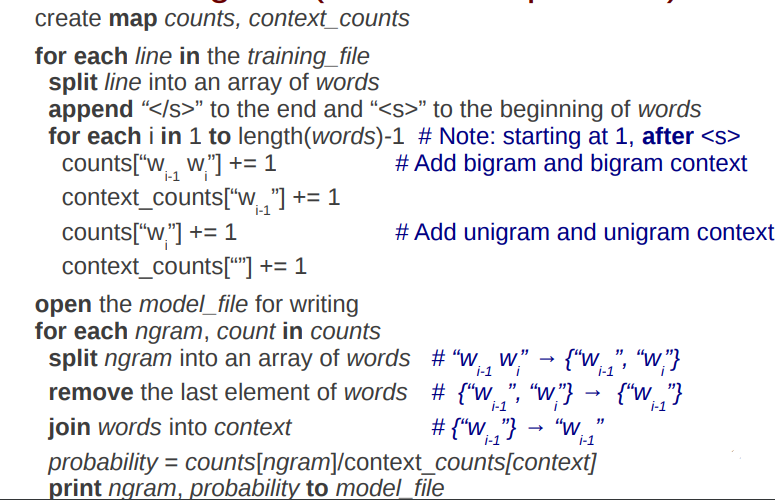 create map counts, context_counts
for each line in the training_file
split line into an array of words
append “</s>” to the end and “<s>” to the beginning of words
for each i in 1 to length(words)-1 # Note: starting at 1, after <s>
counts[“w_{i-1} w_i”] += 1 # Add bigram and bigram context
context_counts[“w_{i-1}”] += 1
counts[“w_i”] += 1 # Add unigram and unigram context
context_counts[“”] += 1
open the model_file for writing
for each ngram, count in counts
split ngram into an array of words # “w_{i-1} w_i” → {“w_{i-1}”, “w_i”}
remove the last element of words # {“w_{i-1}”, “w_i”} → {“w_{i-1}”}
join words into context # {“w_{i-1}”} → “w_{i-1}”
probability = counts[ngram]/context_counts[context]
print ngram, probability to model_file